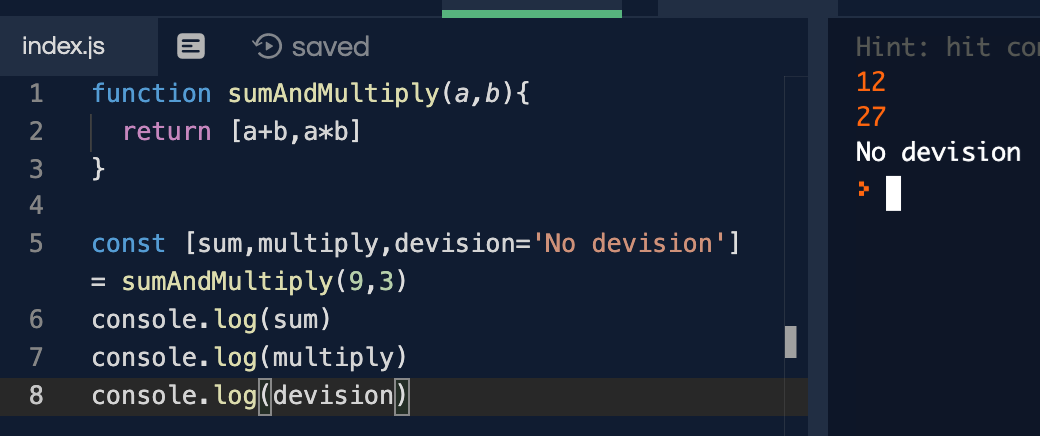 index.js
saved
1 function sumAndMultiply(a,b){
2 return [a+b,a*b]
3 }
4
5 const [sum,multiply,devision='No devision']
= sumAndMultiply(9,3)
6 console.log(sum)
7 console.log(multiply)
8 console.log(devision)
Hint: hit
12
27
No devision